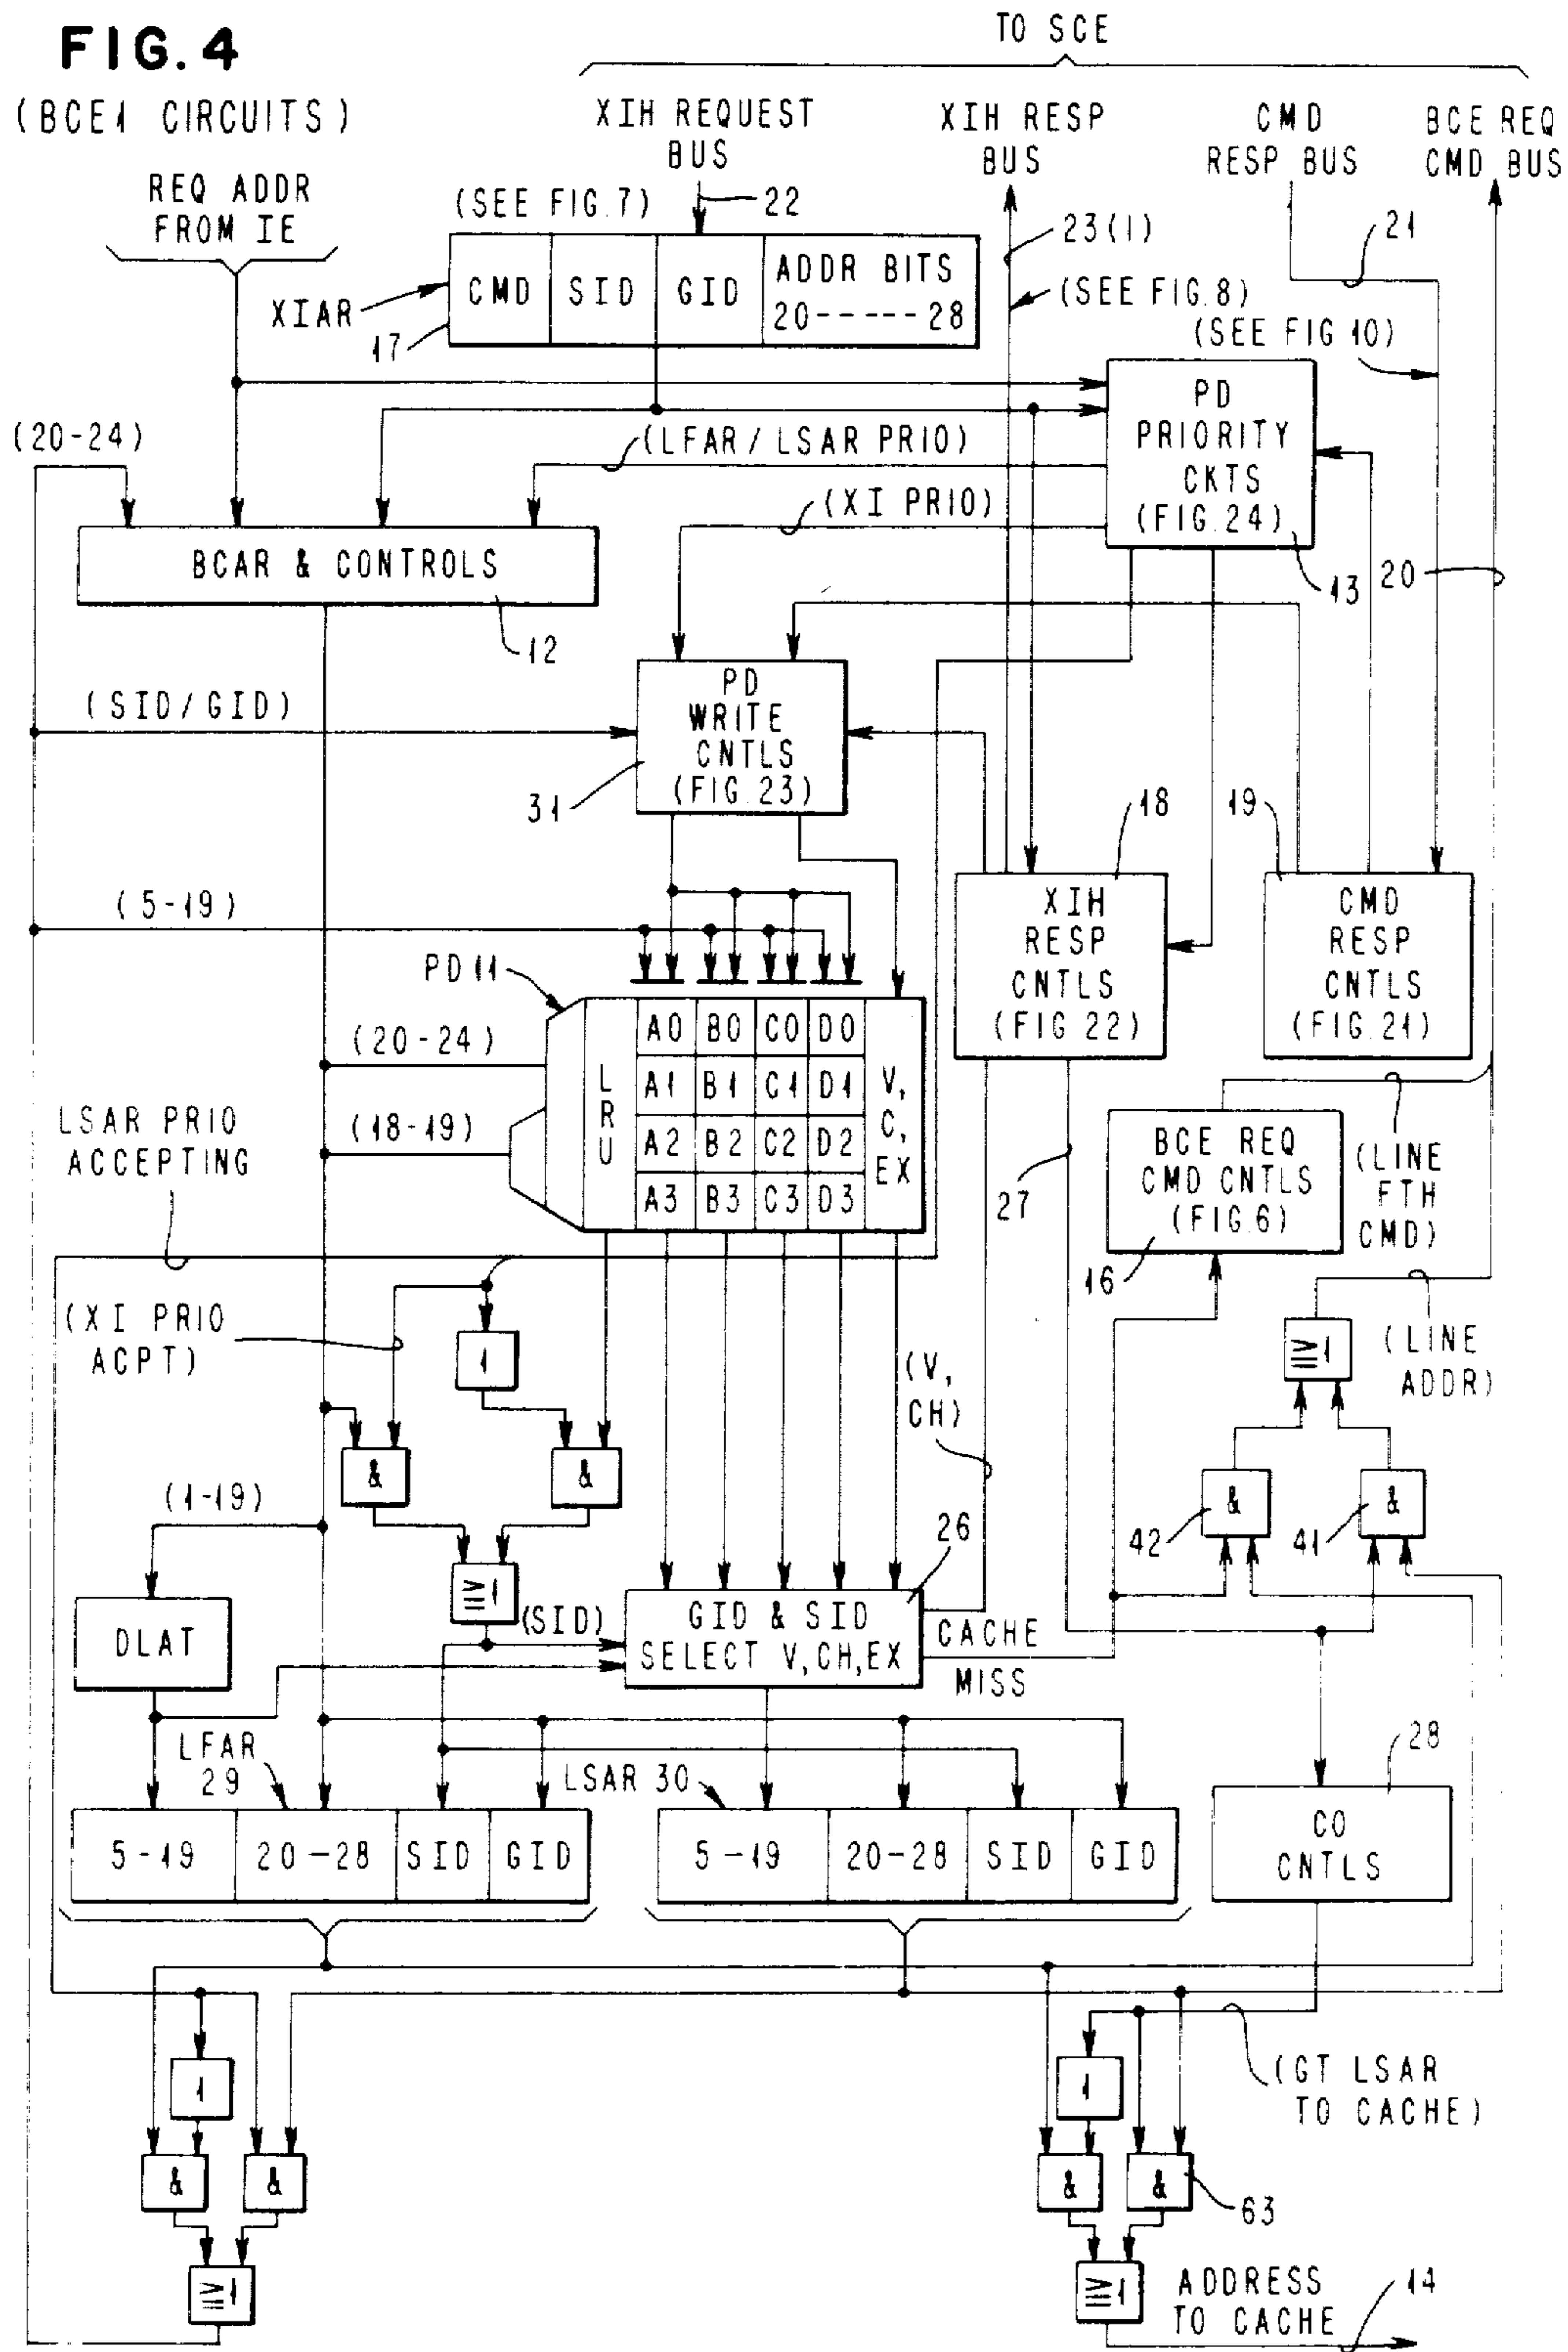 FIG. 4
(BCE1 CIRCUITS)
TO SCE
XIH REQUEST
BUS
XIH RESP
BUS
CMD
RESP BUS
BCE REQ
CMD BUS
REQ ADDR
FROM IE
(SEE FIG. 7)
22
23(1)
21
XIAR
17
CMD
SID
GID
ADDR BITS
20-----28
(SEE FIG. 8)
(SEE FIG 10)
(20-24)
(LFAR/LSAR PRIO)
(XI PRIO)
PD
PRIORITY
CKTS
(FIG. 24)
13
20
BCAR & CONTROLS
12
(SID/GID)
PD
WRITE
CNTLS
(FIG. 23)
31
18
19
(5-19)
PD 11
XIH
RESP
CNTLS
(FIG 22)
CMD
RESP
CNTLS
(FIG. 21)
(20-24)
(18-19)
LRU
A0 B0 C0 D0
A1 B1 C1 D1
A2 B2 C2 D2
A3 B3 C3 D3
V,
C,
EX
LSAR PRIO
ACCEPTING
27
BCE REQ
CMD CNTLS
(FIG. 6)
16
(LINE
FTH
CMD)
(XI PRIO
ACPT)
1
(V,
CH)
≥1
(LINE
ADDR)
&
&
&
&
42
41
(1-19)
26
DLAT
≥1
(SID)
GID & SID
SELECT V, CH, EX
CACHE
MISS
LFAR
29
LSAR 30
28
5-19
20-28
SID
GID
5-19
20-28
SID
GID
CO
CNTLS
1
1
(GT LSAR
TO CACHE)
&
&
&
&
63
≥1
≥1
ADDRESS
TO CACHE
14